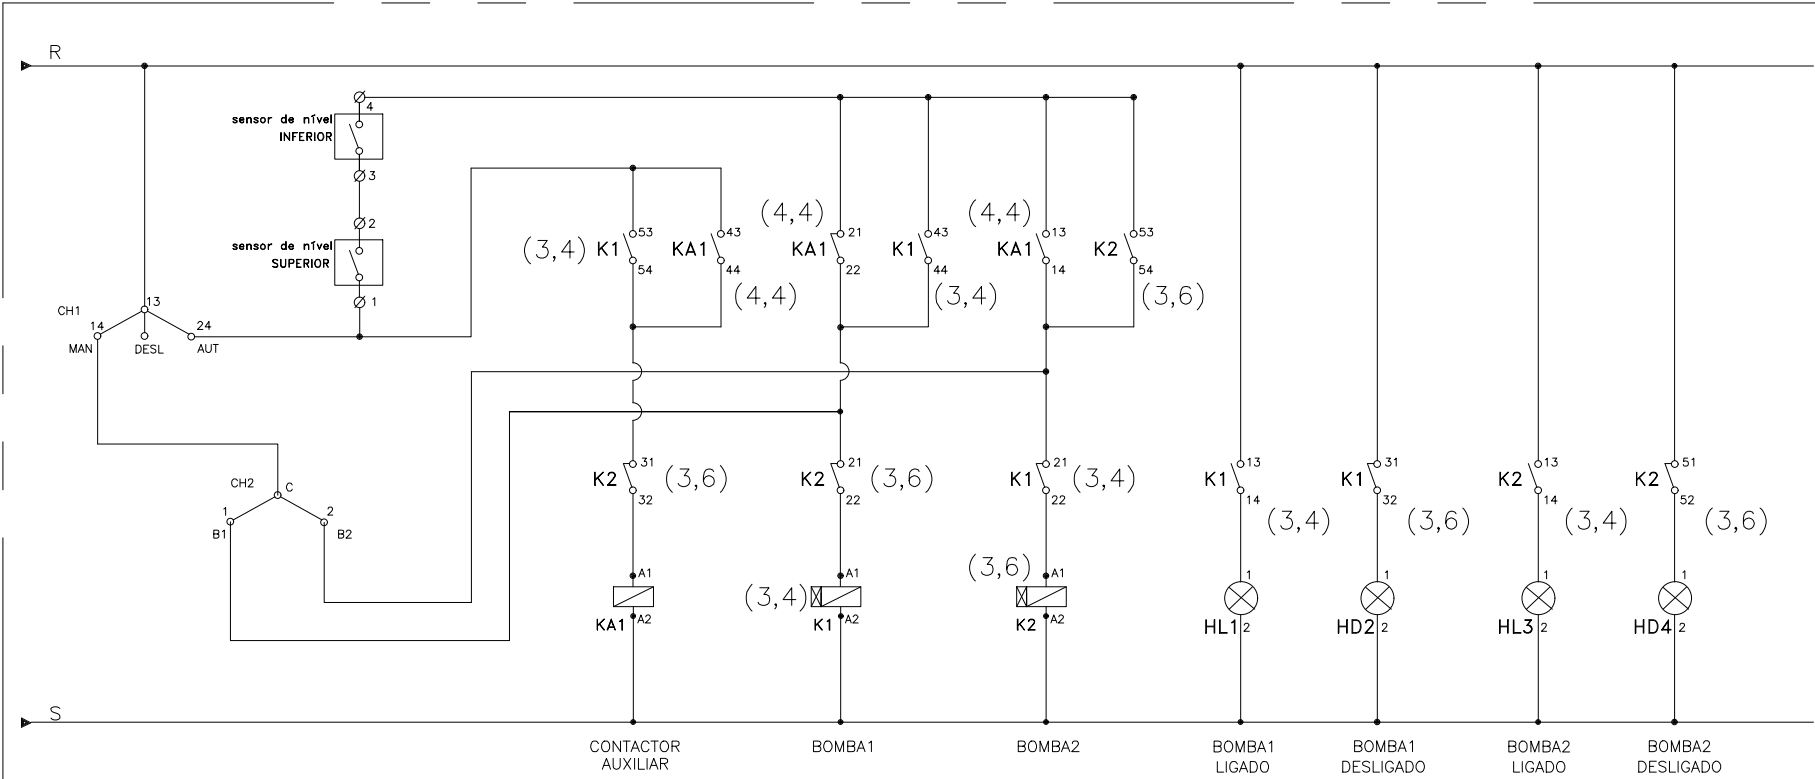 R
4
sensor de nível
INFERIOR
3
2
sensor de nível
SUPERIOR
1
CH1
13
14
24
MAN
DESL
AUT
(3,4)
K1
53
54
KA1
43
44
(4,4)
(4,4)
KA1
21
22
K1
43
44
(3,4)
(4,4)
KA1
13
14
K2
53
54
(3,6)
CH2
C
1
2
B1
B2
K2
31
32
(3,6)
K2
21
22
(3,6)
K1
21
22
(3,4)
K1
13
14
(3,4)
K1
31
32
(3,6)
K2
13
14
(3,4)
K2
51
52
(3,6)
A1
KA1
A2
(3,4)
A1
K1
A2
(3,6)
A1
K2
A2
1
HL1
2
1
HD2
2
1
HL3
2
1
HD4
2
S
CONTACTOR
AUXILIAR
BOMBA1
BOMBA2
BOMBA1
LIGADO
BOMBA1
DESLIGADO
BOMBA2
LIGADO
BOMBA2
DESLIGADO